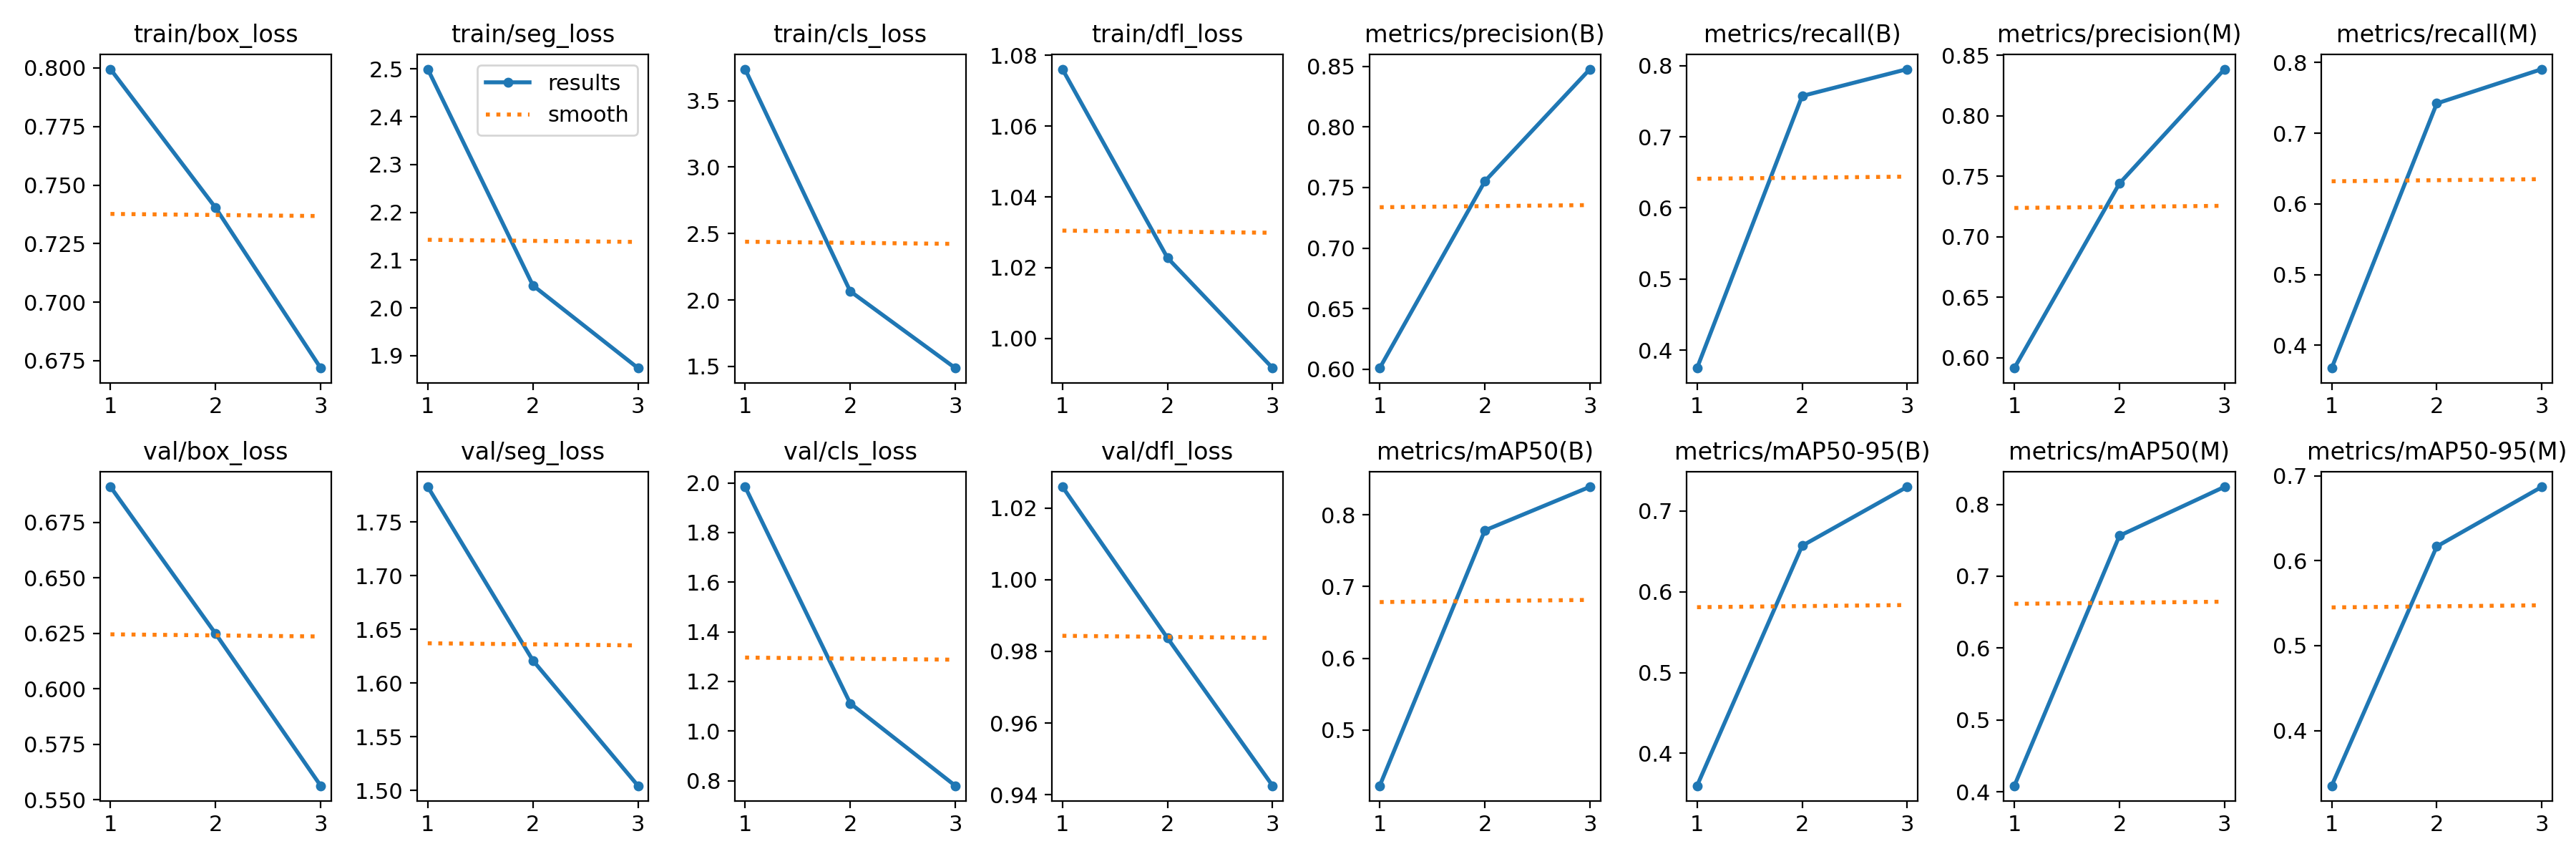 train/box_loss
0.800
0.775
0.750
0.725
0.700
0.675
1 2 3
train/seg_loss
results
smooth
2.5
2.4
2.3
2.2
2.1
2.0
1.9
1 2 3
train/cls_loss
3.5
3.0
2.5
2.0
1.5
1 2 3
train/dfl_loss
1.08
1.06
1.04
1.02
1.00
1 2 3
metrics/precision(B)
0.85
0.80
0.75
0.70
0.65
0.60
1 2 3
metrics/recall(B)
0.8
0.7
0.6
0.5
0.4
1 2 3
metrics/precision(M)
0.85
0.80
0.75
0.70
0.65
0.60
1 2 3
metrics/recall(M)
0.8
0.7
0.6
0.5
0.4
1 2 3
val/box_loss
0.675
0.650
0.625
0.600
0.575
0.550
1 2 3
val/seg_loss
1.75
1.70
1.65
1.60
1.55
1.50
1 2 3
val/cls_loss
2.0
1.8
1.6
1.4
1.2
1.0
0.8
1 2 3
val/dfl_loss
1.02
1.00
0.98
0.96
0.94
1 2 3
metrics/mAP50(B)
0.8
0.7
0.6
0.5
1 2 3
metrics/mAP50-95(B)
0.7
0.6
0.5
0.4
1 2 3
metrics/mAP50(M)
0.8
0.7
0.6
0.5
0.4
1 2 3
metrics/mAP50-95(M)
0.7
0.6
0.5
0.4
1 2 3